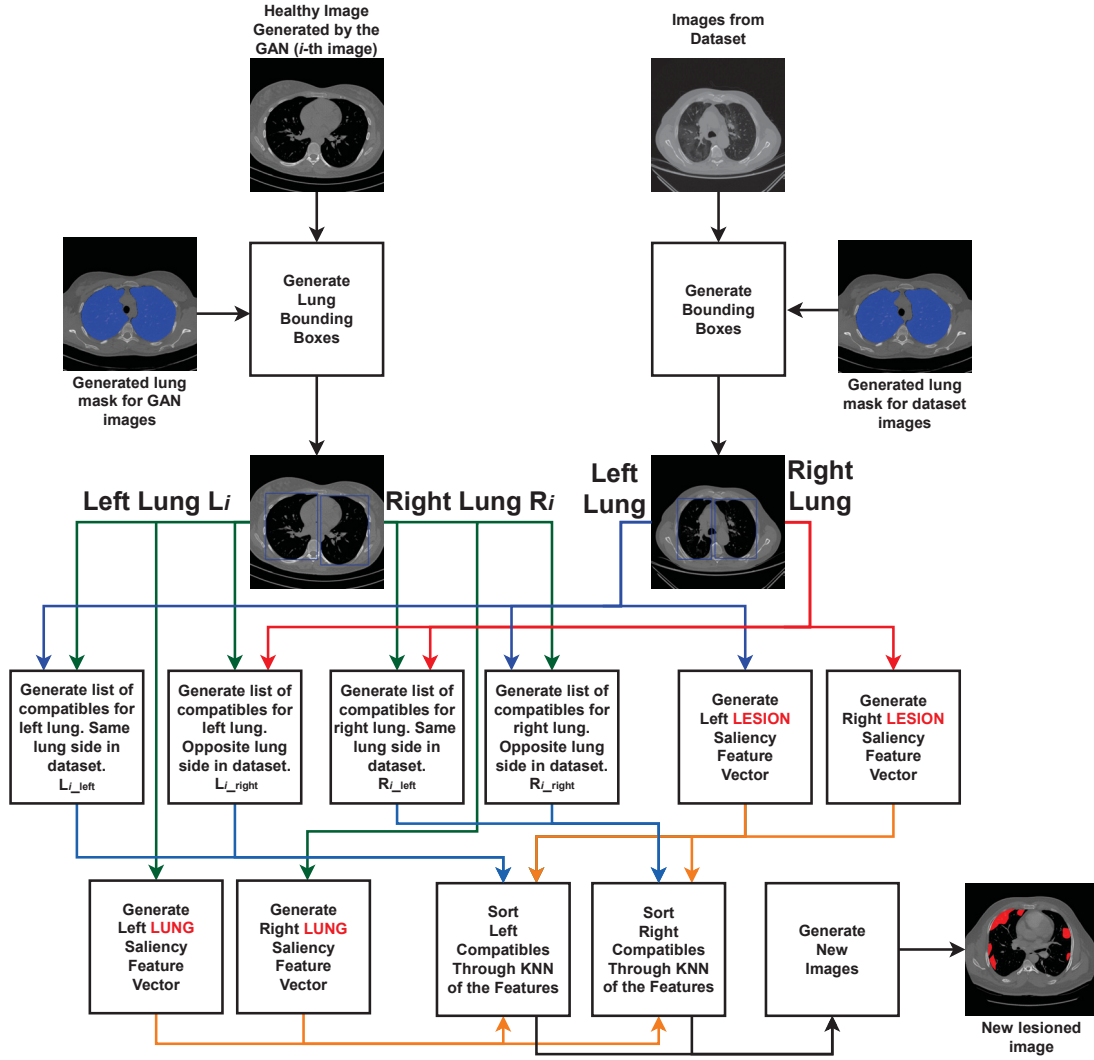 Healthy Image
Generated by the
GAN (i-th image)
Images from
Dataset
Generate
Lung
Bounding
Boxes
Generate
Bounding
Boxes
Generated lung
mask for GAN
images
Generated lung
mask for dataset
images
Left Lung Li
Right Lung Ri
Left
Lung
Right
Lung
Generate list of
compatibles for
left lung. Same
lung side in
dataset.
Li_left
Generate list of
compatibles for
left lung.
Opposite lung
side in dataset.
Li_right
Generate list of
compatibles for
right lung. Same
lung side in
dataset.
Ri_left
Generate list of
compatibles for
right lung.
Opposite lung
side in dataset.
Ri_right
Generate
Left LESION
Saliency
Feature
Vector
Generate
Right LESION
Saliency
Feature
Vector
Generate
Left LUNG
Saliency
Feature
Vector
Generate
Right LUNG
Saliency
Feature
Vector
Sort
Left
Compatibles
Through KNN
of the Features
Sort
Right
Compatibles
Through KNN
of the Features
Generate
New
Images
New lesioned
image